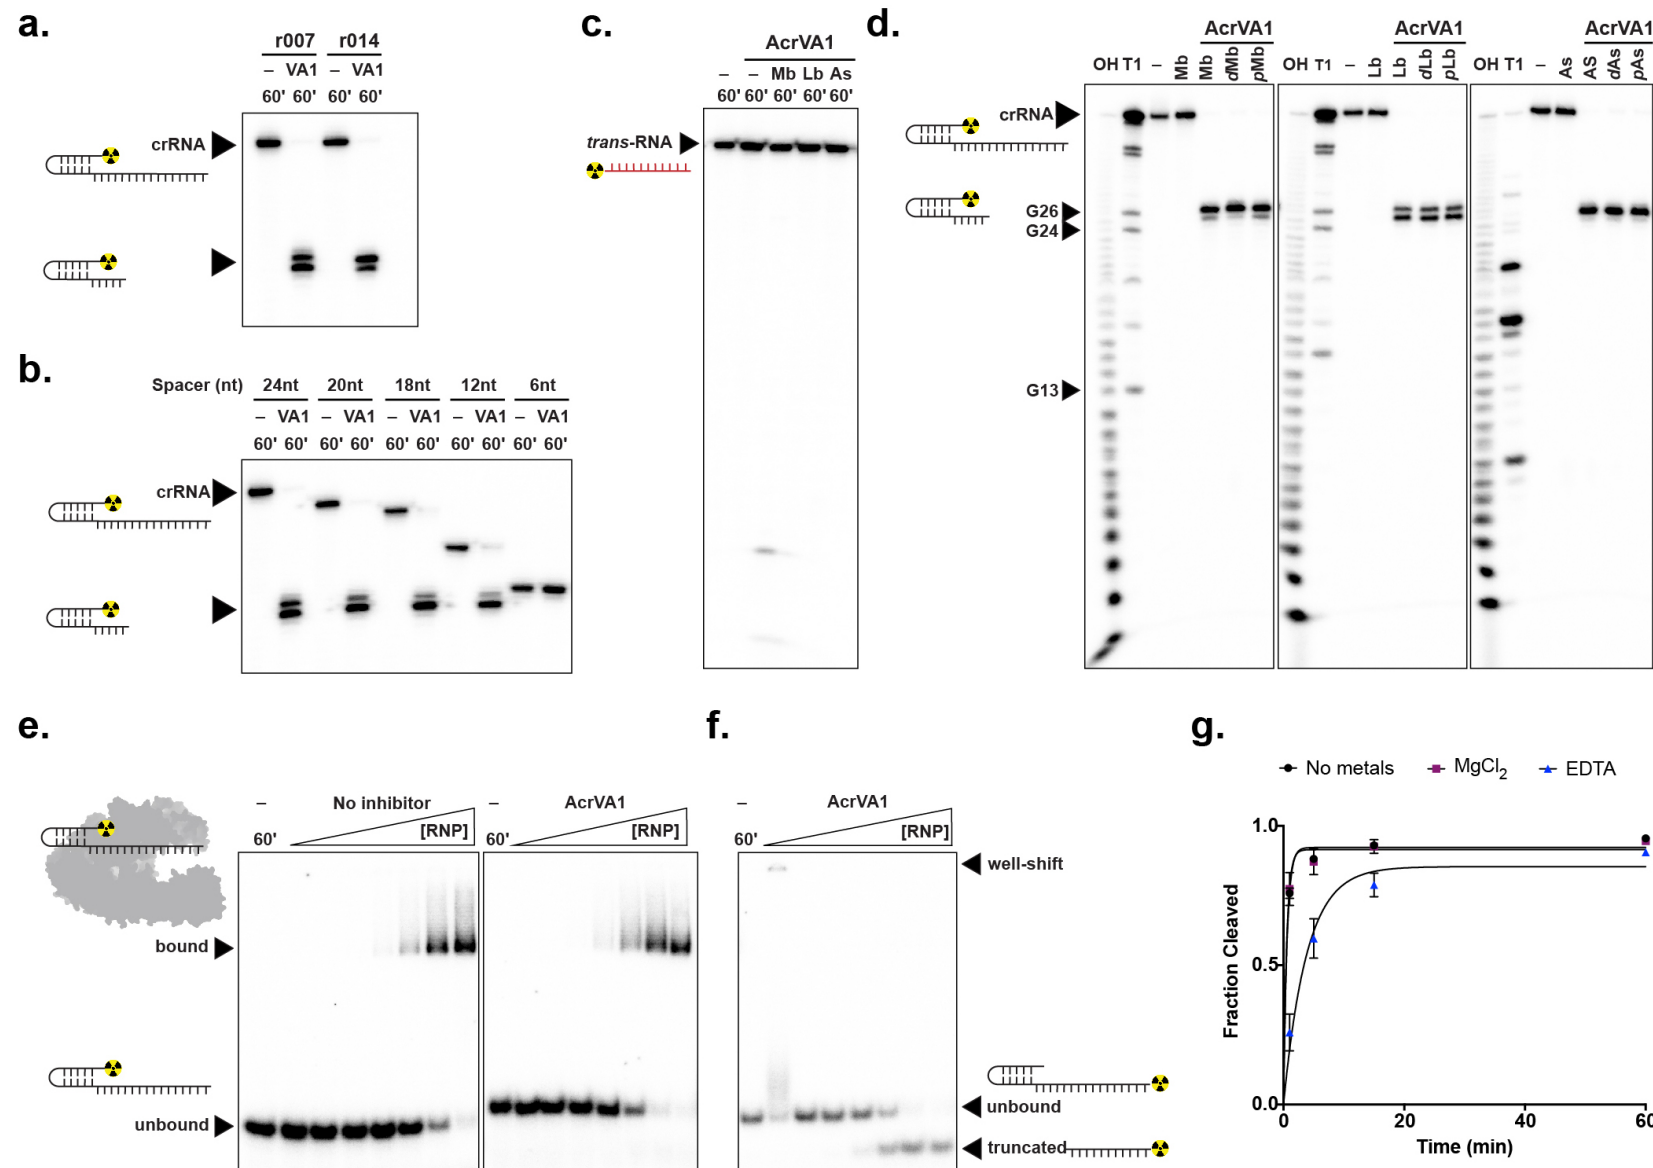 a.
r007 r014
– VA1 – VA1
60' 60' 60' 60'
crRNA
b.
Spacer (nt) 24nt 20nt 18nt 12nt 6nt
– VA1 – VA1 – VA1 – VA1 – VA1
60' 60' 60' 60' 60' 60' 60' 60' 60' 60'
crRNA
c.
AcrVA1
– – Mb Lb As
60' 60' 60' 60' 60'
trans-RNA
d.
AcrVA1 AcrVA1 AcrVA1
OH T1 – Mb Mb dMb pMb OH T1 – Lb Lb dLb pLb OH T1 – As AS dAs pAs
crRNA
G26
G24
G13
e.
– No inhibitor – AcrVA1
60' [RNP] 60' [RNP]
bound
unbound
f.
– AcrVA1
60' [RNP]
well-shift
unbound
truncated
g.
No metals MgCl2 EDTA
1.0
0.5
0.0
Fraction Cleaved
0 20 40 60
Time (min)